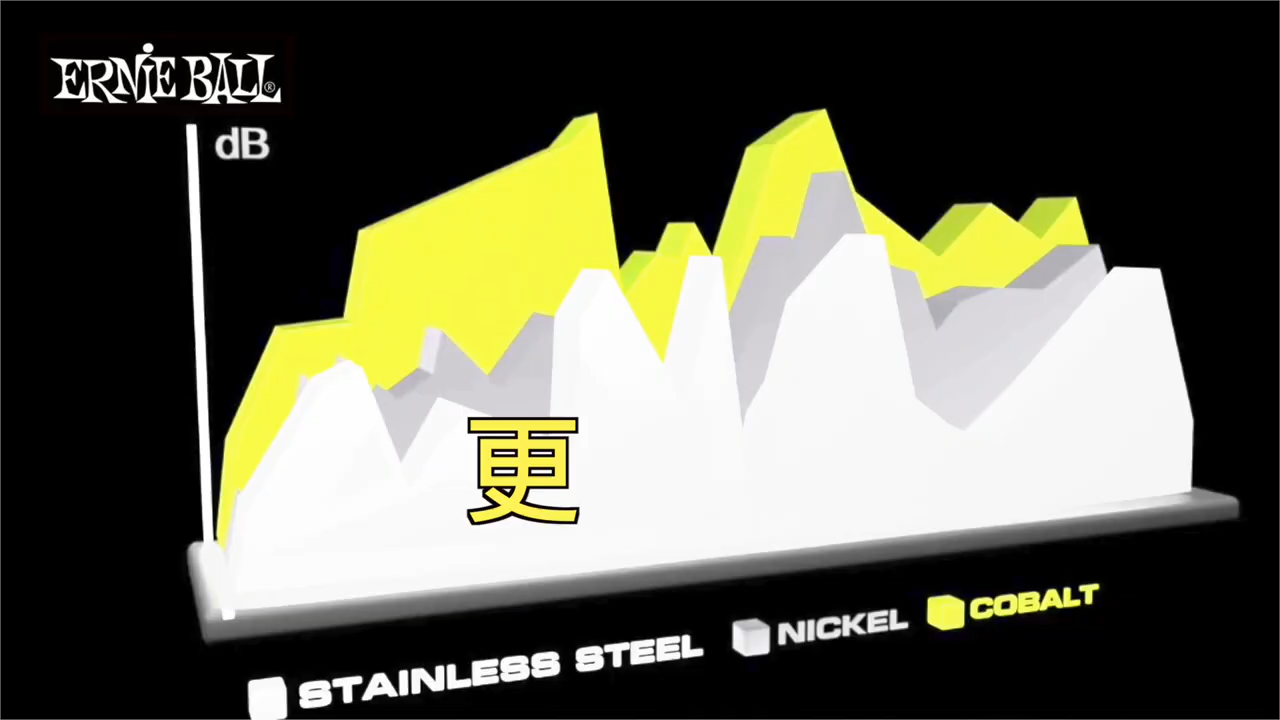 ERNIE BALL®
dB
更
STAINLESS STEEL
NICKEL
COBALT